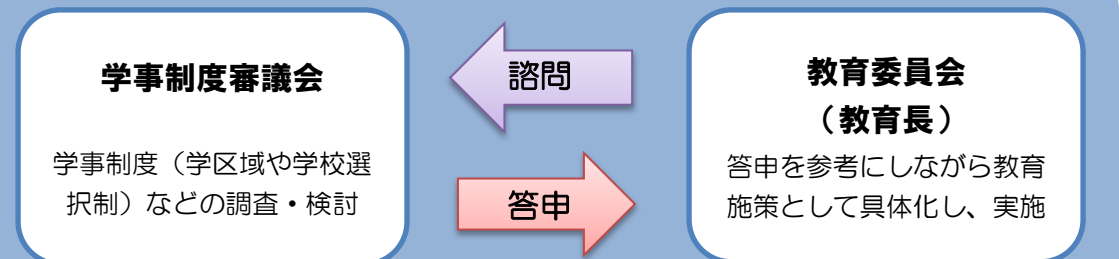 学事制度審議会
学事制度（学区域や学校選
択制）などの調査・検討
諮問
答申
教育委員会
（教育長）
答申を参考にしながら教育
施策として具体化し、実施